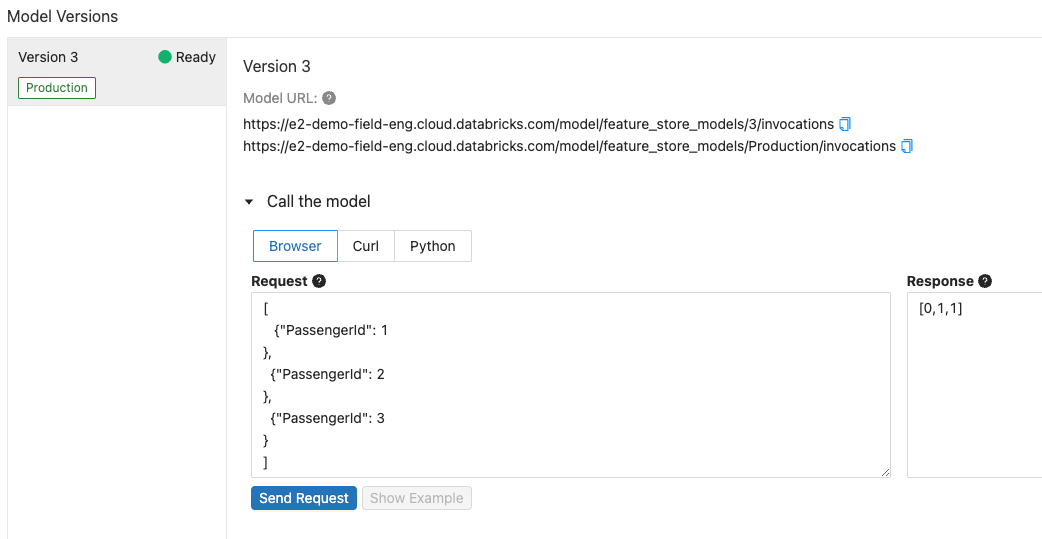 Model Versions
Version 3 Ready
Production
Version 3
Model URL: ?
https://e2-demo-field-eng.cloud.databricks.com/model/feature_store_models/3/invocations
https://e2-demo-field-eng.cloud.databricks.com/model/feature_store_models/Production/invocations
Call the model
Browser Curl Python
Request ?
[
{"PassengerId": 1
},
{"PassengerId": 2
},
{"PassengerId": 3
}
]
Send Request Show Example
Response ?
[0,1,1]